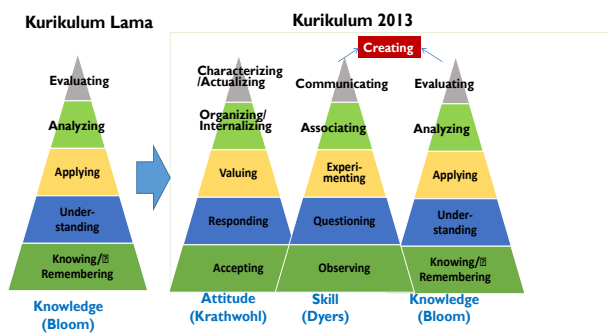 Kurikulum Lama
Evaluating
Analyzing
Applying
Under-
standing
Knowing/⍰
Remembering
Knowledge
(Bloom)
Kurikulum 2013
Creating
Characterizing
/Actualizing
Organizing/
Internalizing
Valuing
Responding
Accepting
Attitude
(Krathwohl)
Communicating
Associating
Experi-
menting
Questioning
Observing
Skill
(Dyers)
Evaluating
Analyzing
Applying
Under-
standing
Knowing/⍰
Remembering
Knowledge
(Bloom)